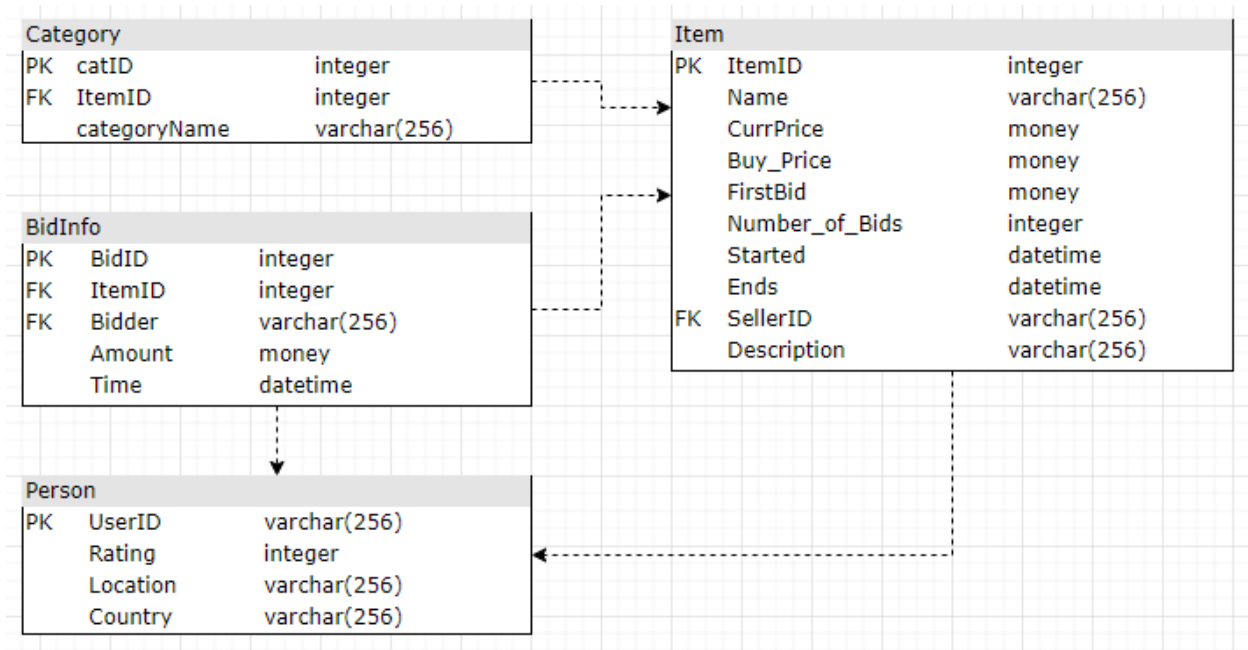 Category
PK catID integer
FK ItemID integer
categoryName varchar(256)
BidInfo
PK BidID integer
FK ItemID integer
FK Bidder varchar(256)
Amount money
Time datetime
Person
PK UserID varchar(256)
Rating integer
Location varchar(256)
Country varchar(256)
Item
PK ItemID integer
Name varchar(256)
CurrPrice money
Buy_Price money
FirstBid money
Number_of_Bids integer
Started datetime
Ends datetime
FK SellerID varchar(256)
Description varchar(256)